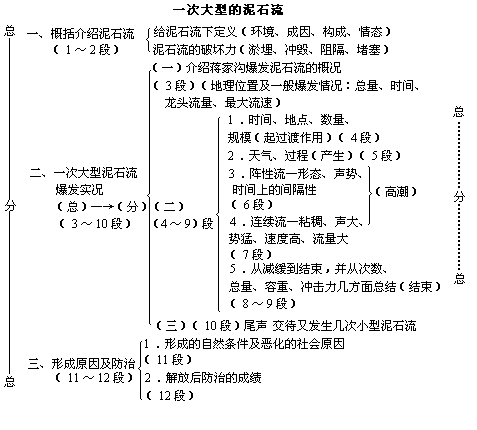 一次大型的泥石流
总
一、概括介绍泥石流
(1～2段)
给泥石流下定义(环境、成因、构成、情态)
泥石流的破坏力(淤埋、冲毁、阻隔、堵塞)
分
二、一次大型泥石流
爆发实况
(总)—→(分)
(3～10段)
(一)介绍蒋家沟爆发泥石流的概况
(3段)(地理位置及一般爆发情况：总量、时间、
龙头流量、最大流速)
(二)
(4～9)段
1．时间、地点、数量、
规模(起过渡作用)(4段)
2．天气、过程(产生)(5段)
3．阵性流—形态、声势、
时间上的间隔性
(6段)
4．连续流—粘稠、声大、
势猛、速度高、流量大
(7段)
(高潮)
5．从减缓到结束，并从次数、
总量、容重、冲击力几方面总结(结束)
(8～9段)
总
分
总
(三)(10段)尾声 交待又发生几次小型泥石流
总
三、形成原因及防治
(11～12段)
1．形成的自然条件及恶化的社会原因
(11段)
2．解放后防治的成绩
(12段)